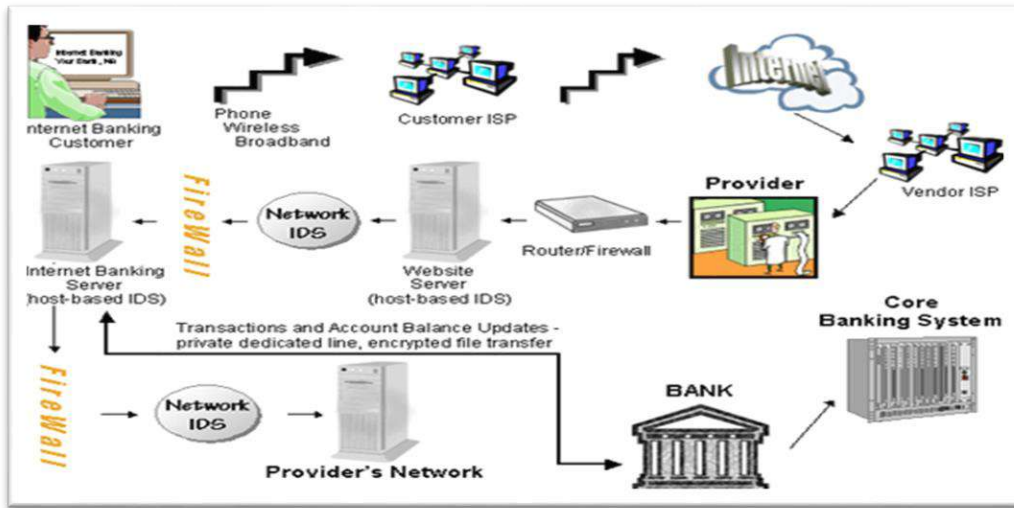 Internet Banking
Your Bank, NA
Internet
nternet Banking
Customer
Phone
Wireless
Broadband
Customer ISP
Vendor ISP
Provider
Router/Firewall
Website
Server
(host-based IDS)
Network
IDS
FireWall
Internet Banking
Server
(host-based IDS)
Transactions and Account Balance Updates -
private dedicated line, encrypted file transfer
Core
Banking System
FireWall
Network
IDS
Provider's Network
BANK